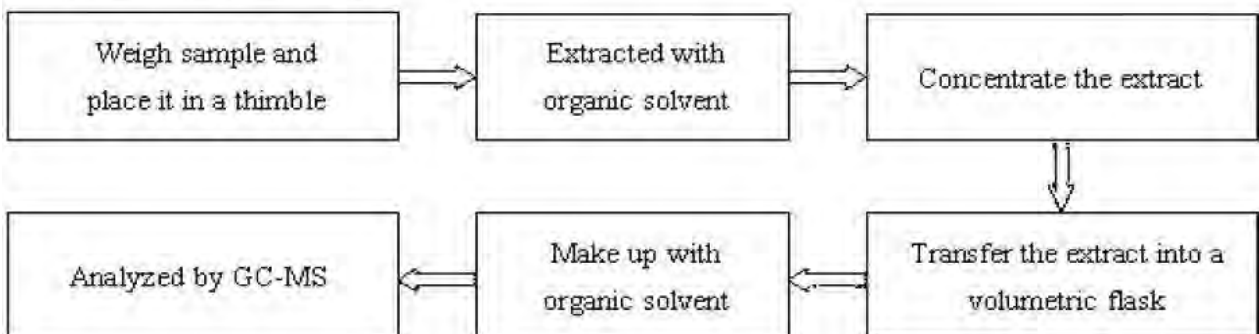 Weigh sample and
place it in a thimble
Extracted with
organic solvent
Concentrate the extract
Transfer the extract into a
volumetric flask
Make up with
organic solvent
Analyzed by GC-MS